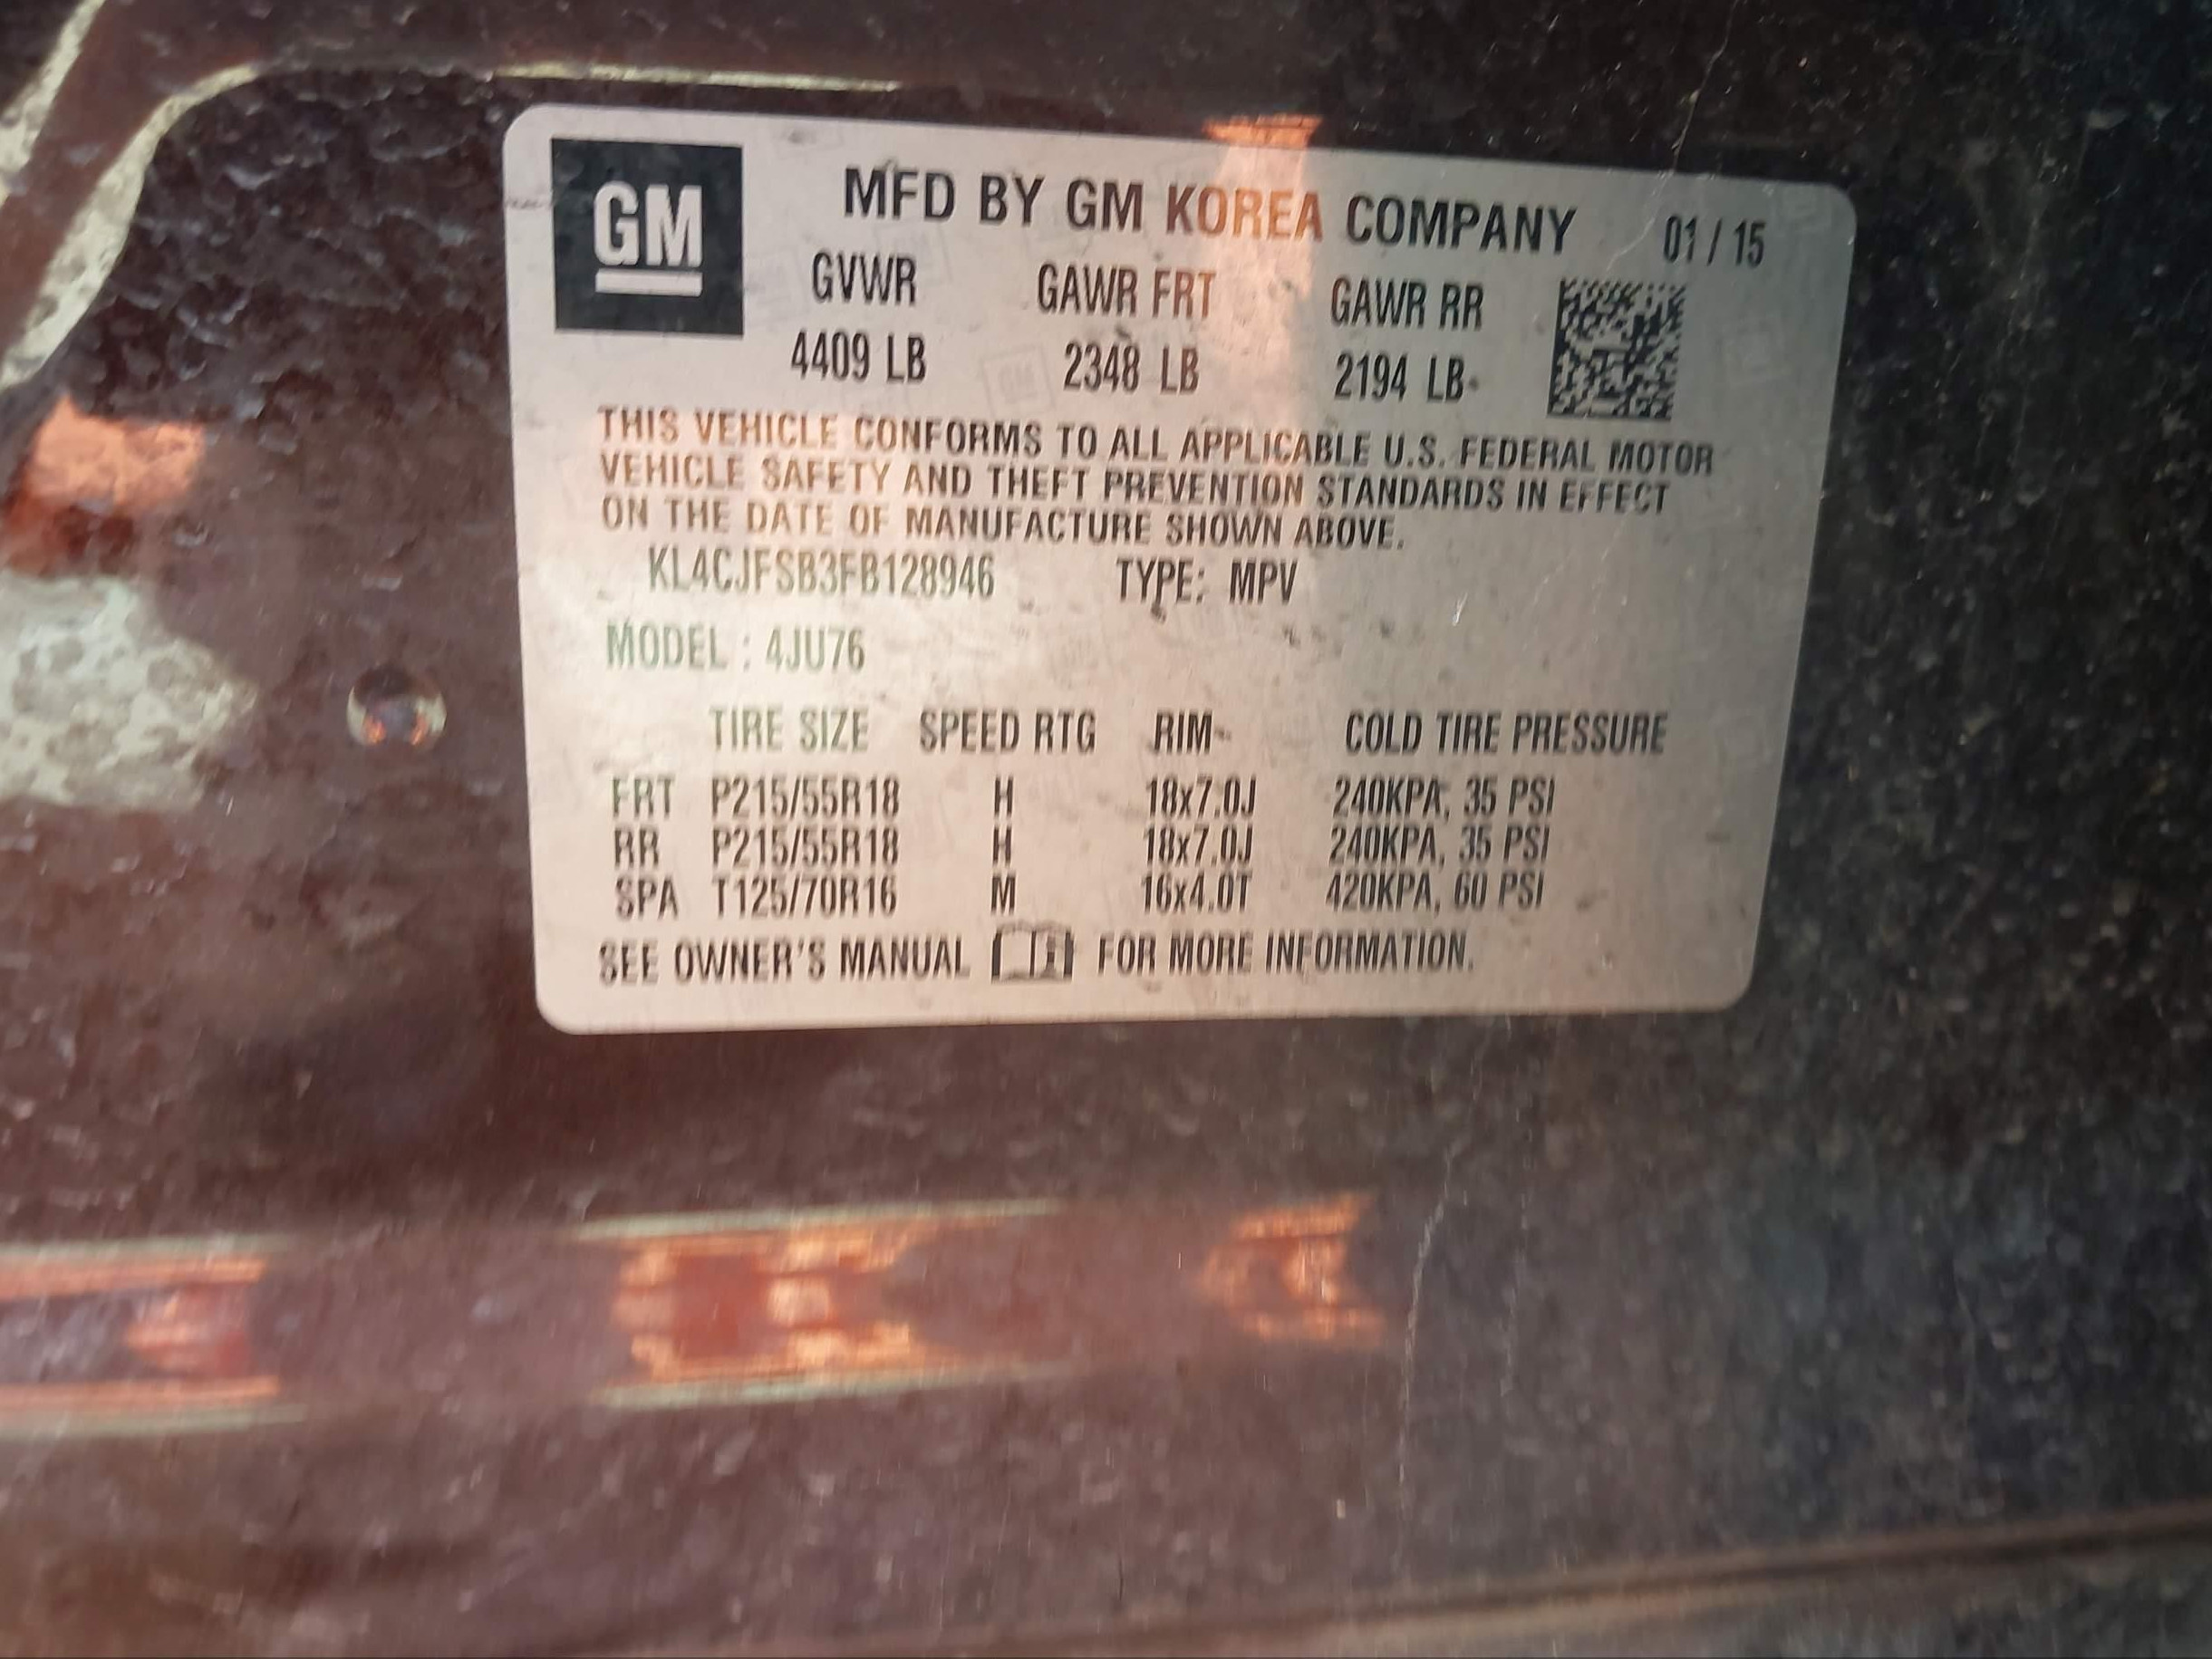 GM
MFD BY GM KOREA COMPANY 01 / 15
GVWR GAWR FRT GAWR RR
4409 LB 2348 LB 2194 LB
THIS VEHICLE CONFORMS TO ALL APPLICABLE U.S. FEDERAL MOTOR
VEHICLE SAFETY AND THEFT PREVENTION STANDARDS IN EFFECT
ON THE DATE OF MANUFACTURE SHOWN ABOVE.
KL4CJFSB3FB128946 TYPE: MPV
MODEL : 4JU76
TIRE SIZE SPEED RTG RIM COLD TIRE PRESSURE
FRT P215/55R18 H 18x7.0J 240KPA, 35 PSI
RR P215/55R18 H 18x7.0J 240KPA, 35 PSI
SPA T125/70R16 M 16x4.0T 420KPA, 60 PSI
SEE OWNER'S MANUAL FOR MORE INFORMATION.